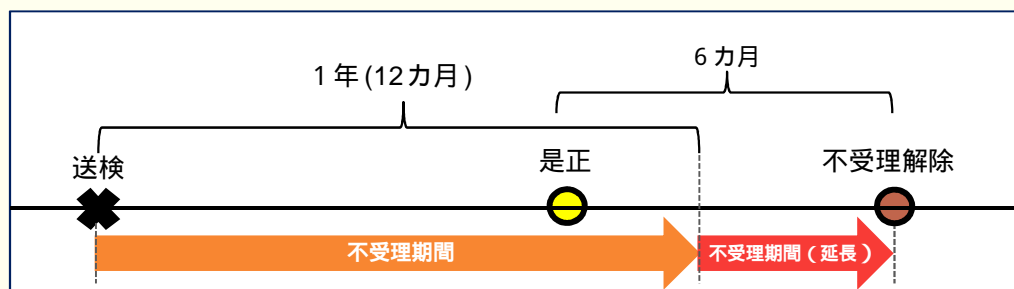 6 カ月
1 年 (12カ月)
送検
是正
不受理解除
不受理期間
不受理期間(延長)